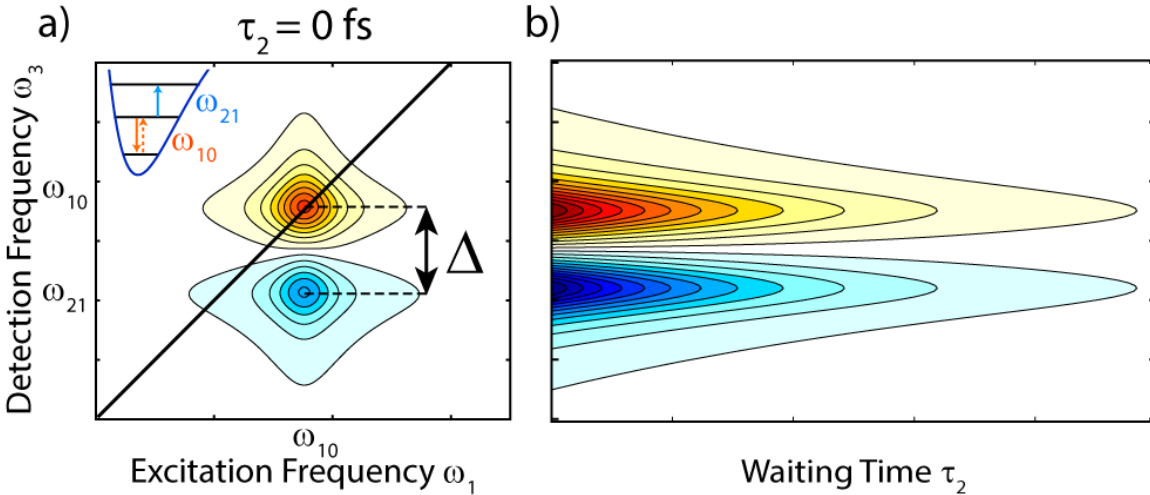 a)
τ₂ = 0 fs
b)
Detection Frequency ω₃
ω₁₀
ω₂₁
ω₂₁
ω₁₀
Δ
ω₁₀
Excitation Frequency ω₁
Waiting Time τ₂